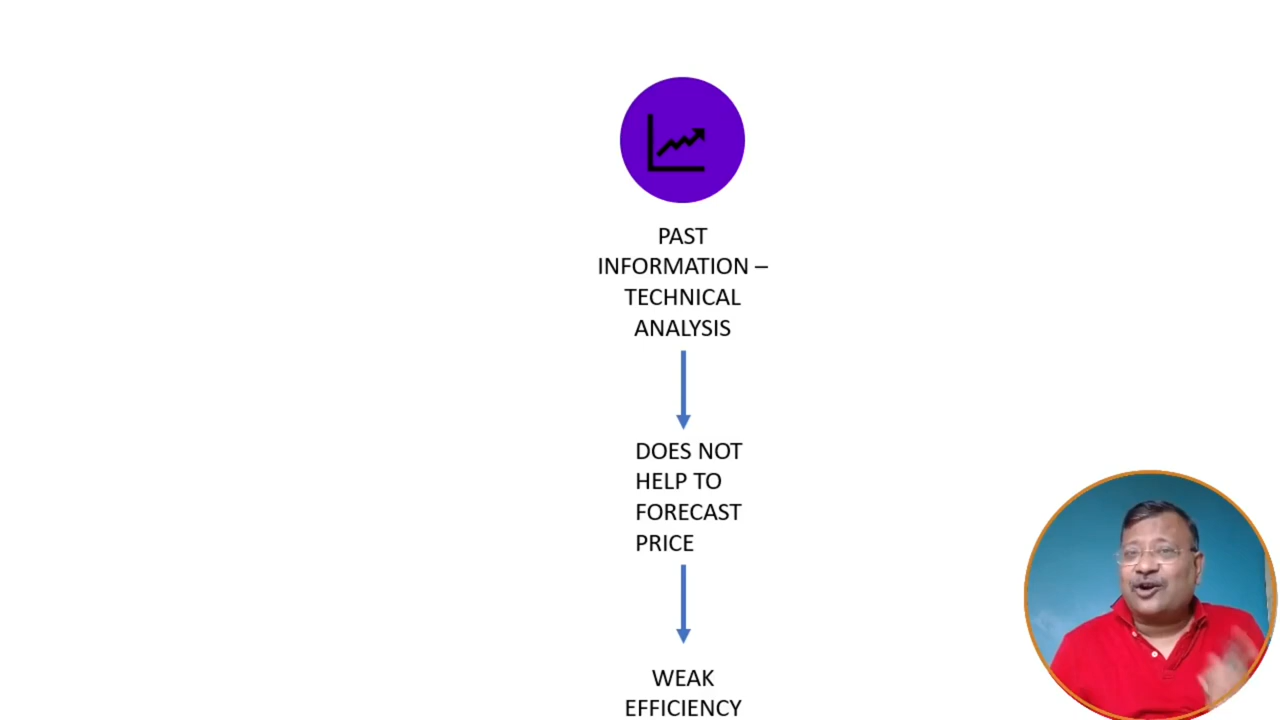 PAST
INFORMATION –
TECHNICAL
ANALYSIS
DOES NOT
HELP TO
FORECAST
PRICE
WEAK
EFFICIENCY